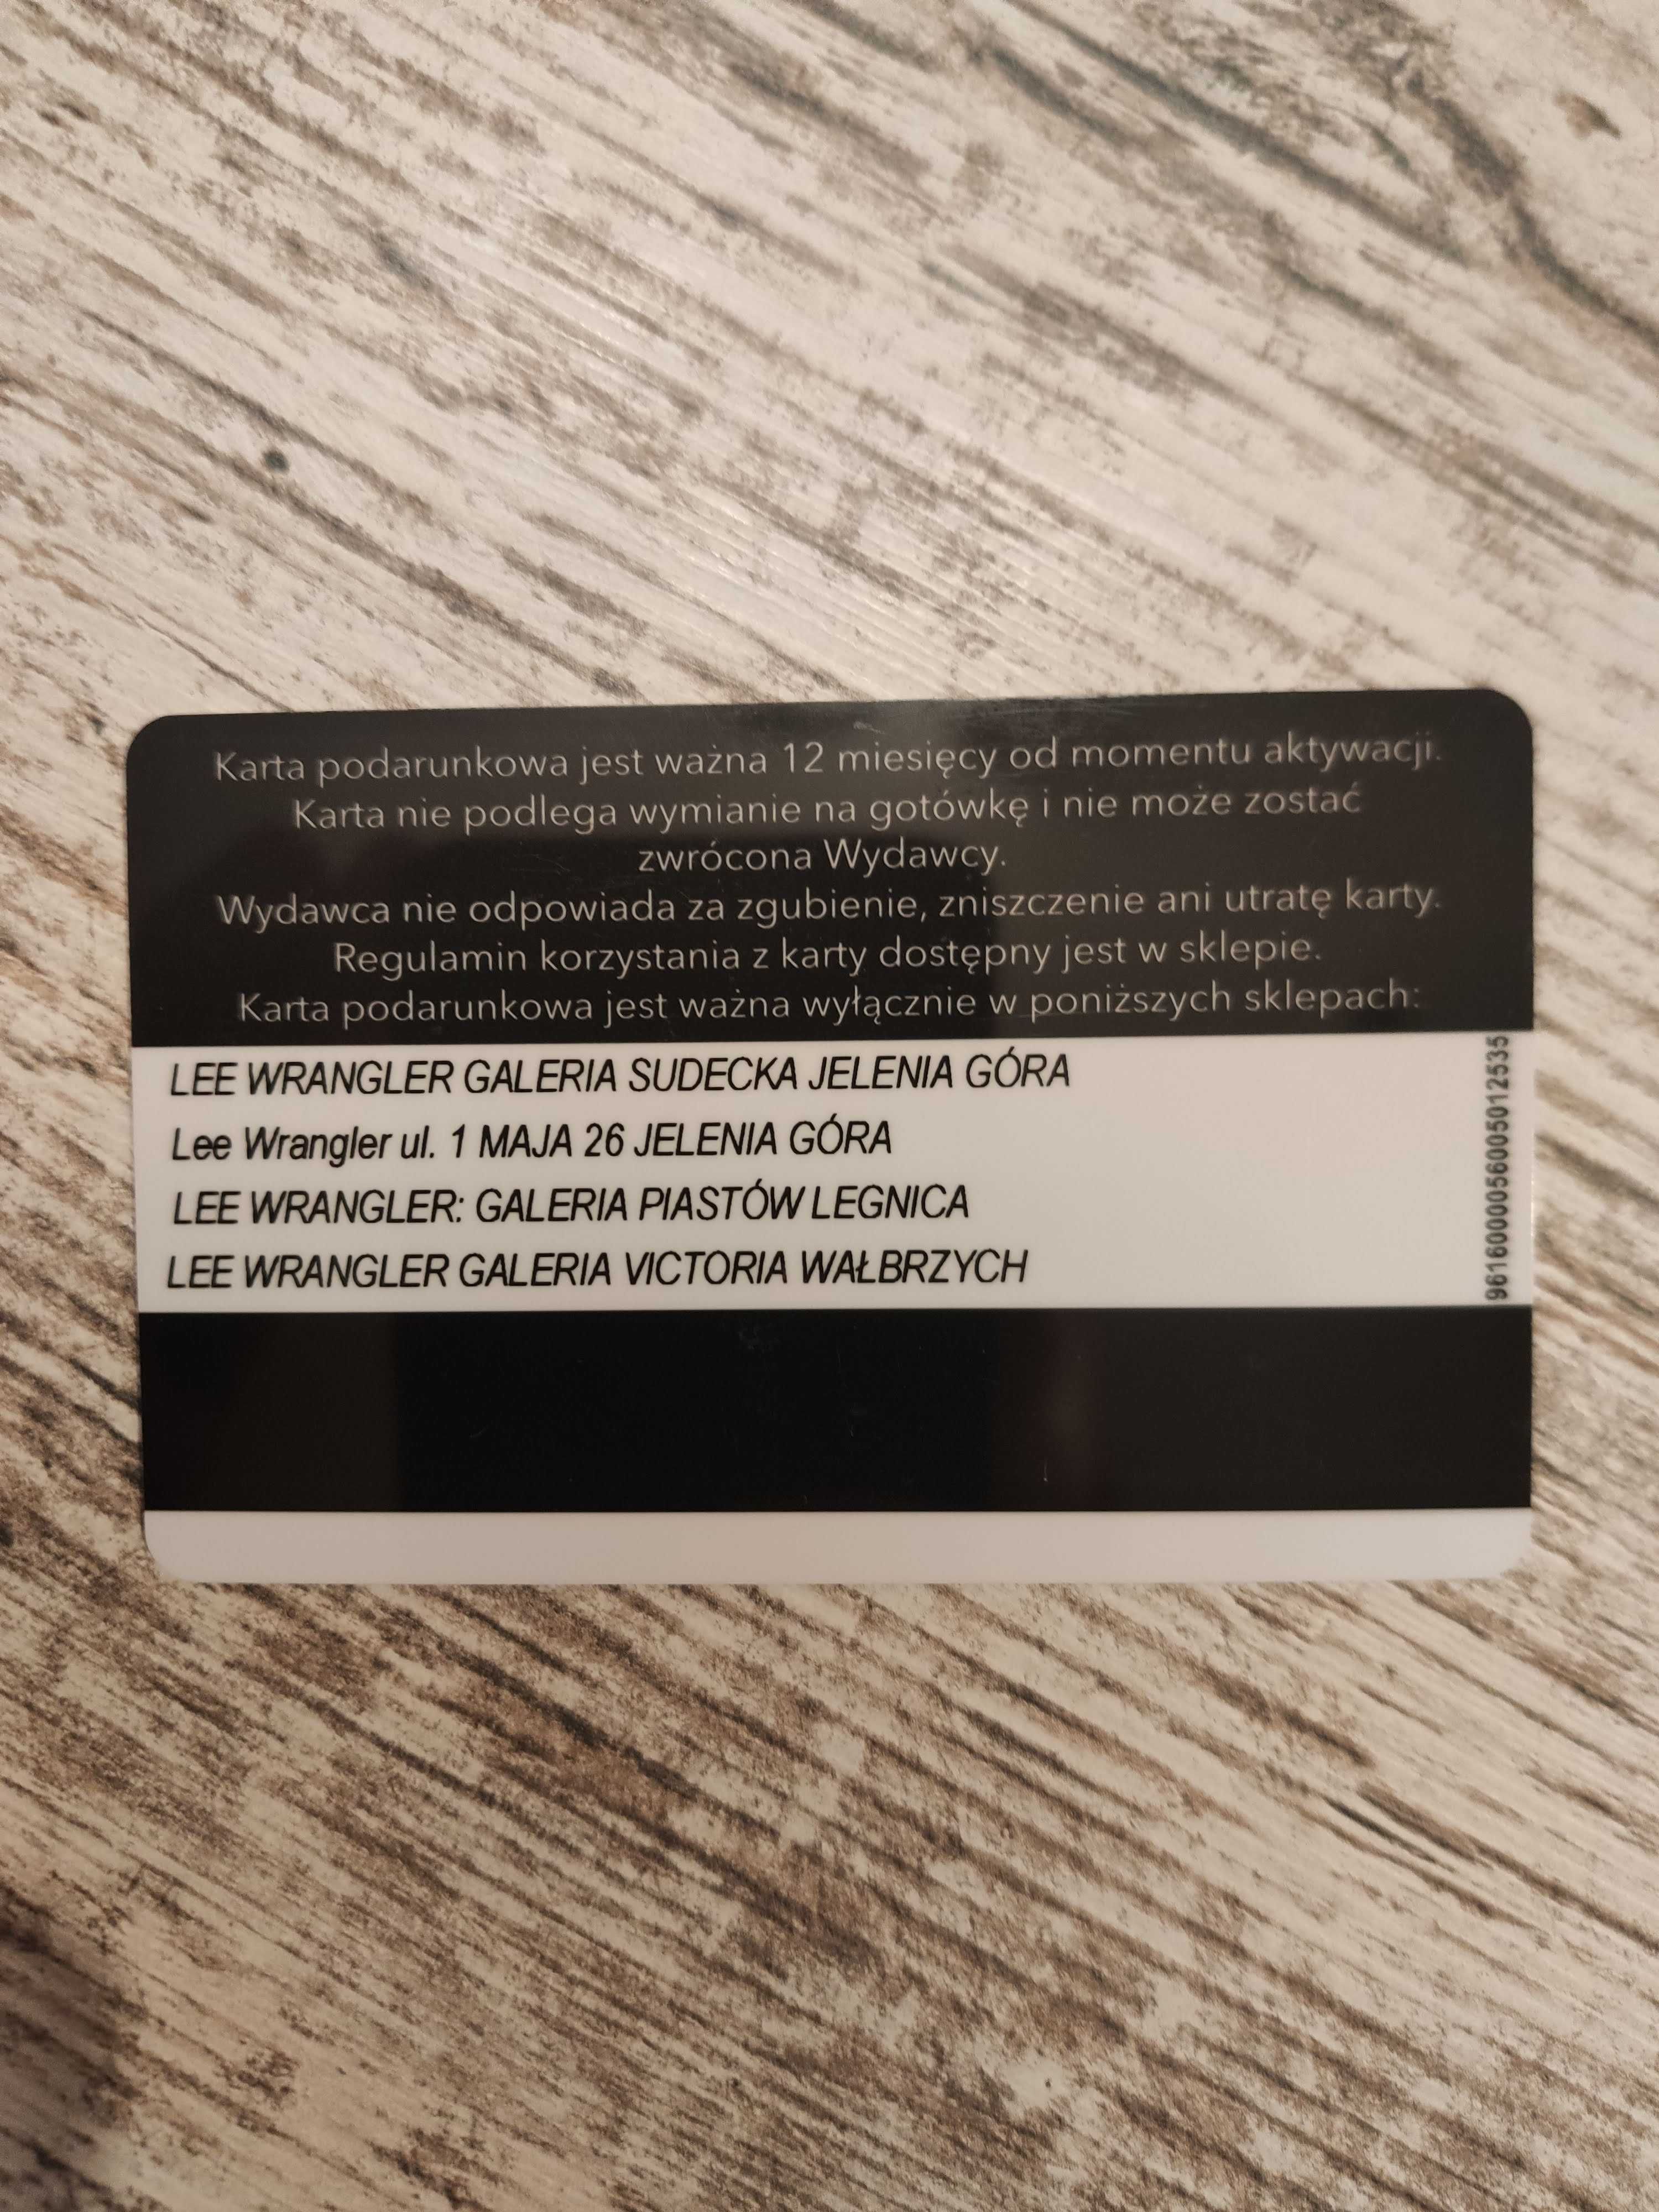 Karta podarunkowa jest ważna 12 miesięcy od momentu aktywacji.
Karta nie podlega wymianie na gotówkę i nie może zostać
zwrócona Wydawcy.
Wydawca nie odpowiada za zgubienie, zniszczenie ani utratę karty.
Regulamin korzystania z karty dostępny jest w sklepie.
Karta podarunkowa jest ważna wyłącznie w poniższych sklepach:
LEE WRANGLER GALERIA SUDECKA JELENIA GÓRA
Lee Wrangler ul. 1 MAJA 26 JELENIA GÓRA
LEE WRANGLER: GALERIA PIASTÓW LEGNICA
LEE WRANGLER GALERIA VICTORIA WAŁBRZYCH
961600005600501​2535